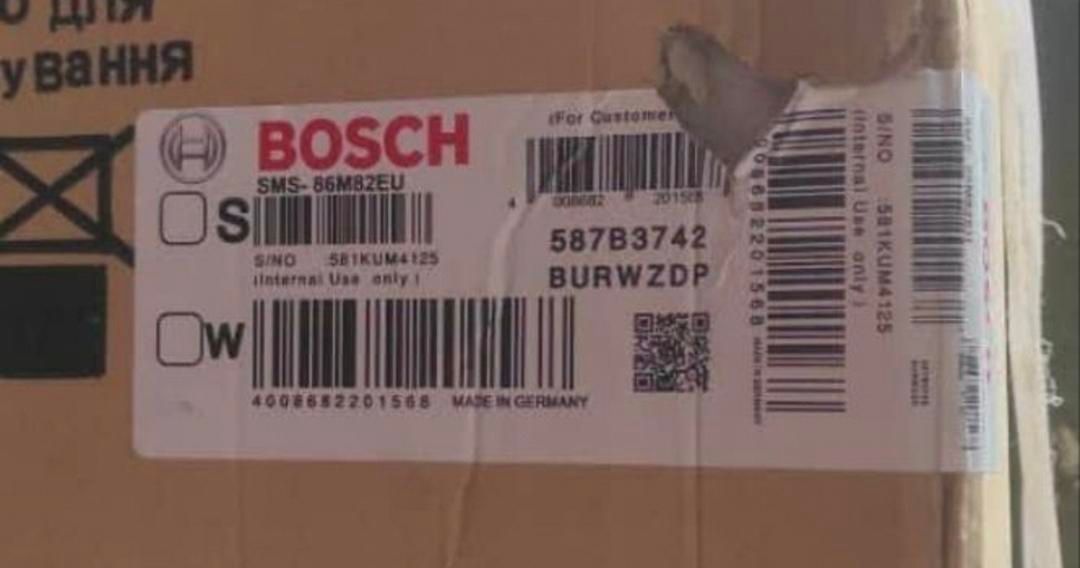 для
ування
BOSCH
SMS- 86M82EU
S
S/NO 581KUM4125
(Internal Use only)
W
4008682201568 MADE IN GERMANY
(For Customer
4 008682 201568
587B3742
BURWZDP
S/NO 581KUM4125
(Internal Use only)